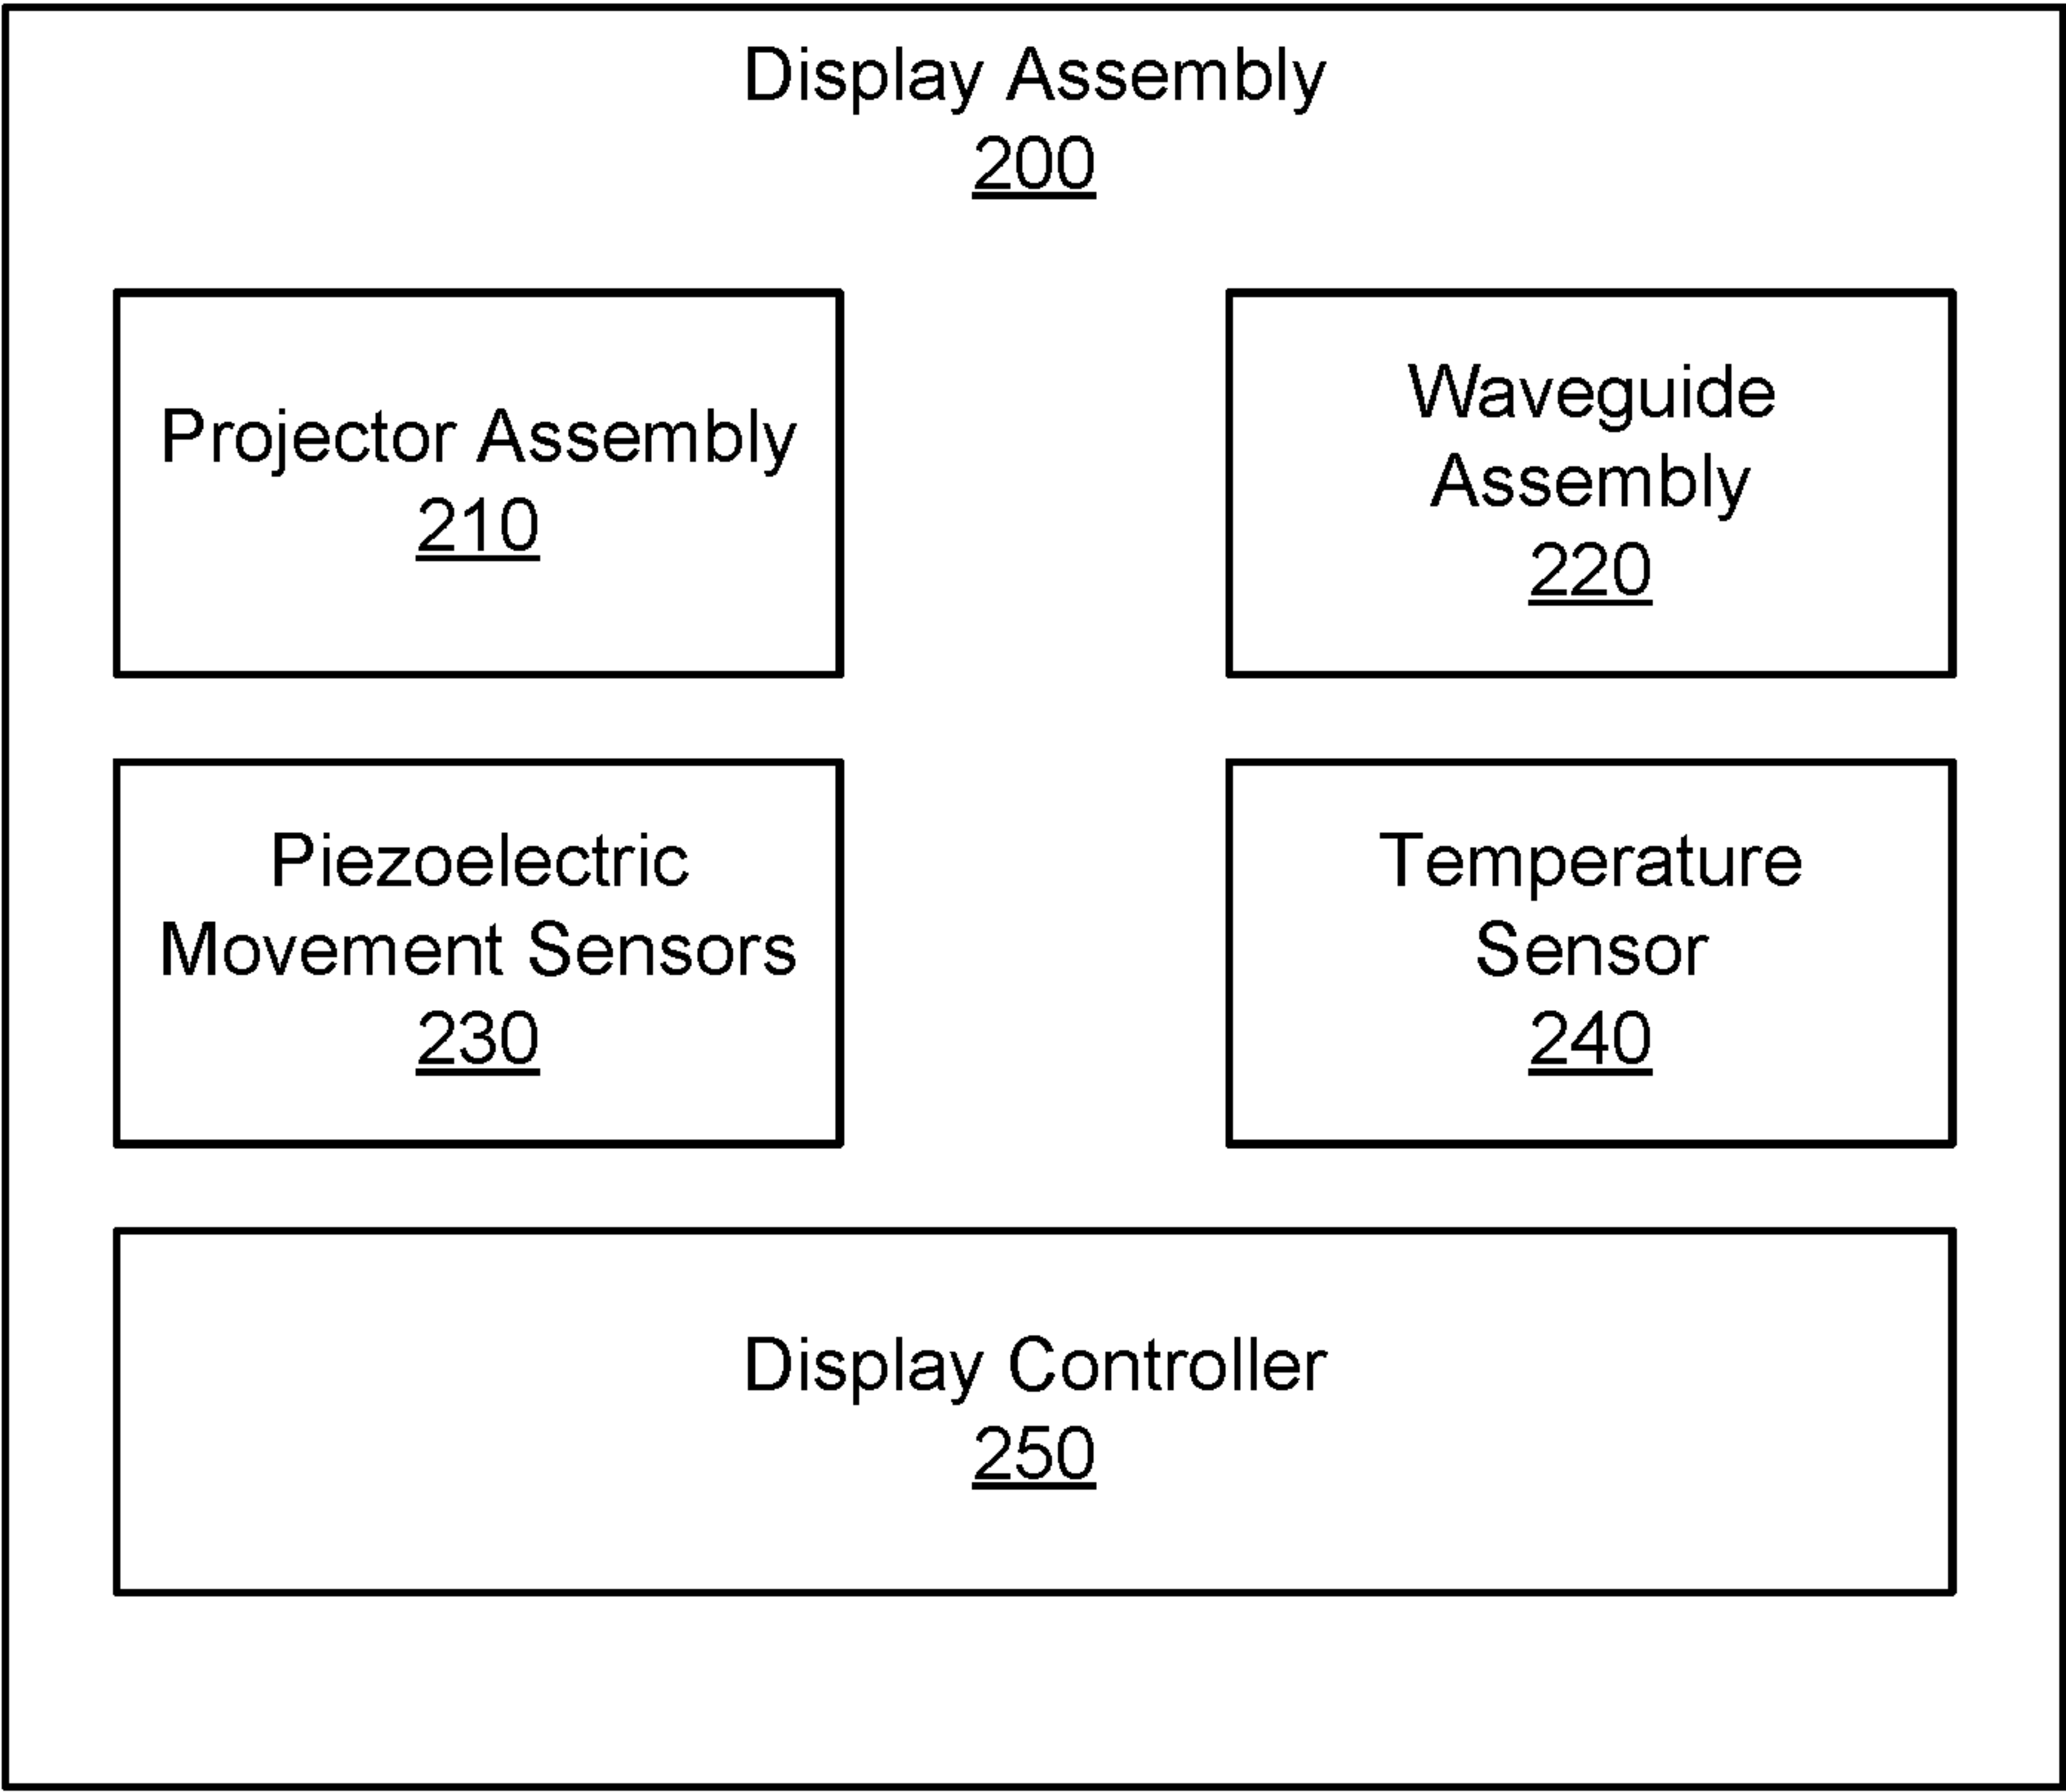 Display Assembly
200
Projector Assembly
210
Waveguide
Assembly
220
Piezoelectric
Movement Sensors
230
Temperature
Sensor
240
Display Controller
250